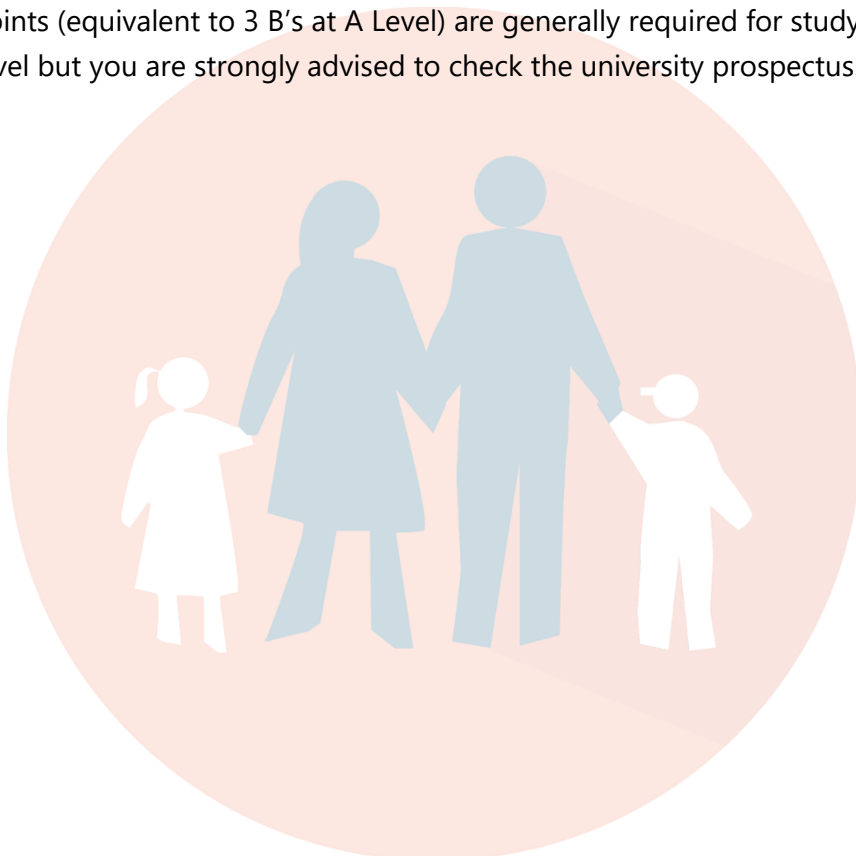 oints (equivalent to 3 B's at A Level) are generally required for study
vel but you are strongly advised to check the university prospectus